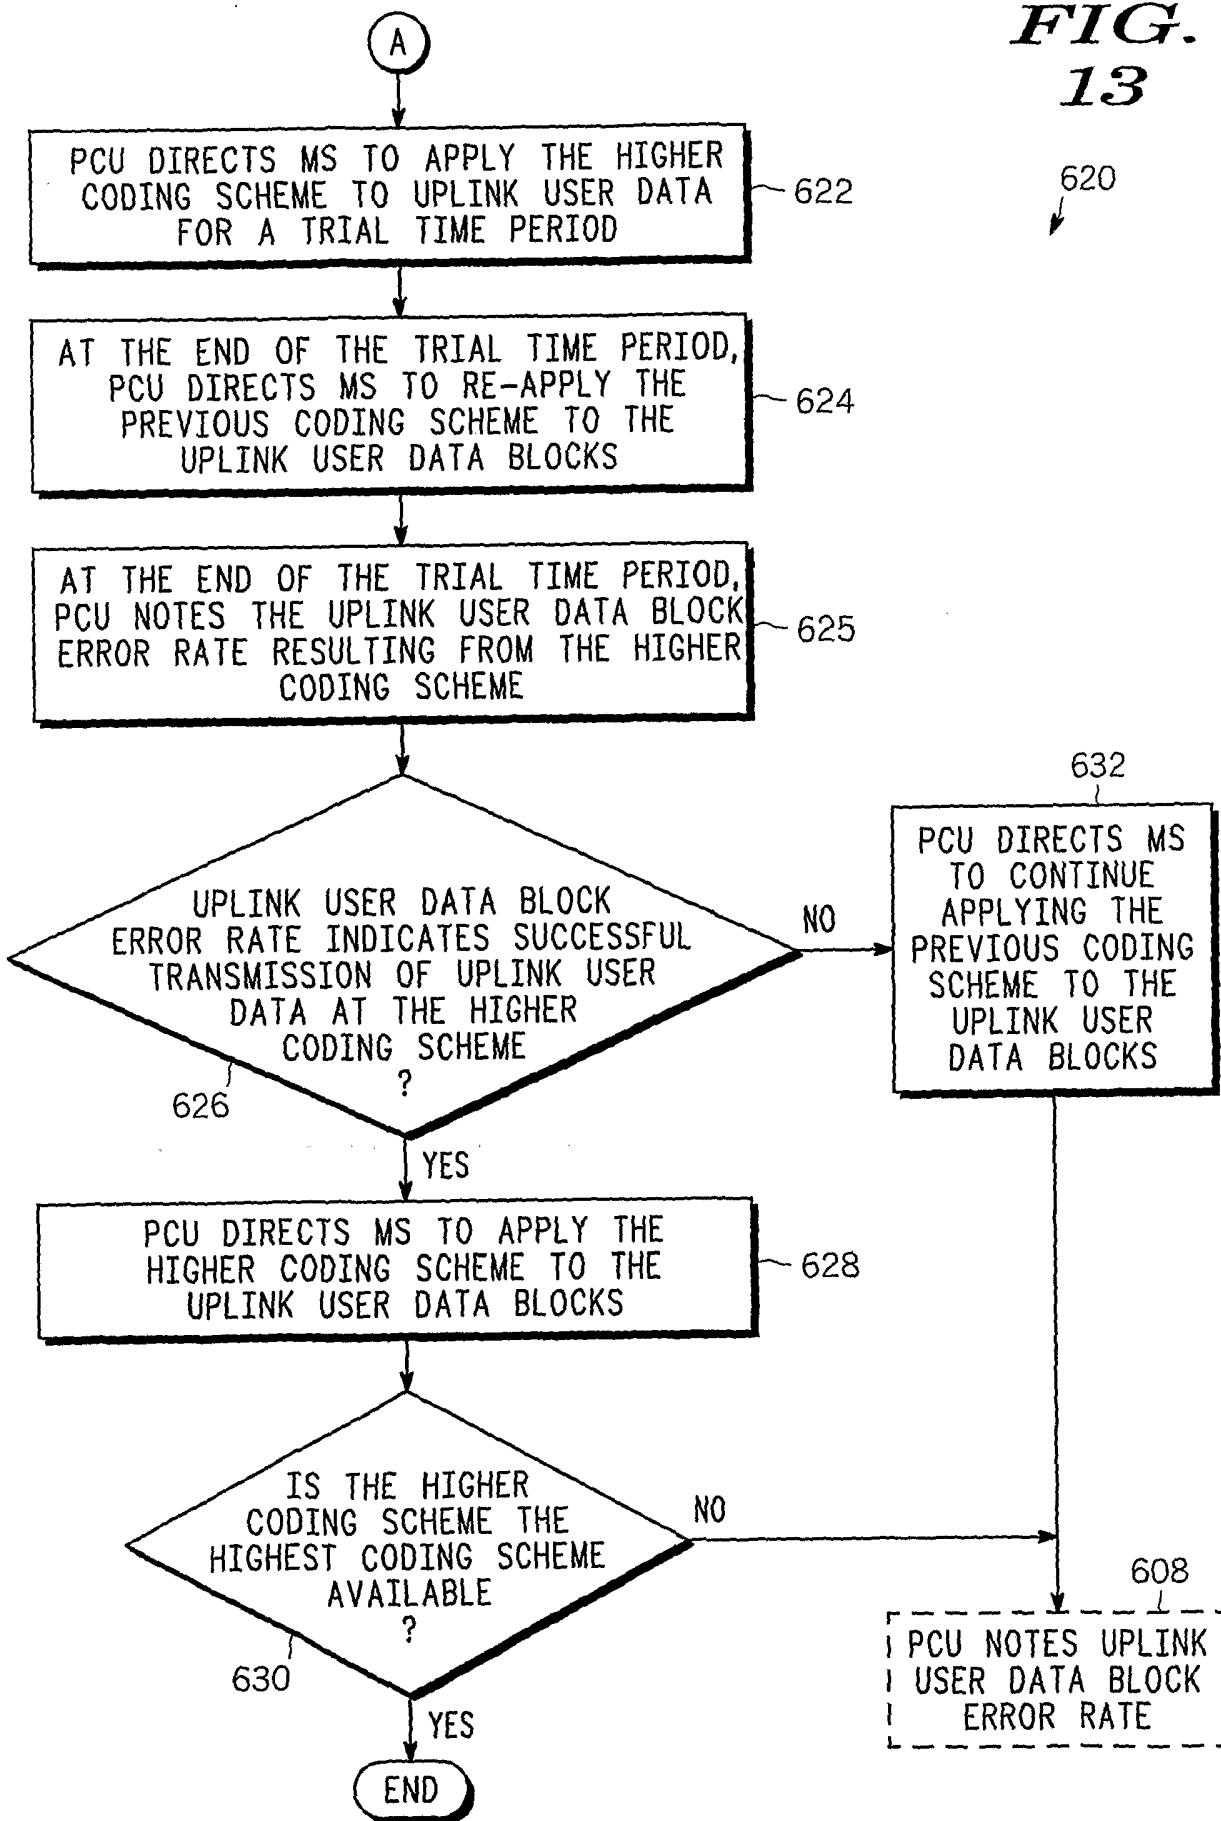 FIG.
13
620
A
PCU DIRECTS MS TO APPLY THE HIGHER
CODING SCHEME TO UPLINK USER DATA
FOR A TRIAL TIME PERIOD
622
AT THE END OF THE TRIAL TIME PERIOD,
PCU DIRECTS MS TO RE-APPLY THE
PREVIOUS CODING SCHEME TO THE
UPLINK USER DATA BLOCKS
624
AT THE END OF THE TRIAL TIME PERIOD,
PCU NOTES THE UPLINK USER DATA BLOCK
ERROR RATE RESULTING FROM THE HIGHER
CODING SCHEME
625
UPLINK USER DATA BLOCK
ERROR RATE INDICATES SUCCESSFUL
TRANSMISSION OF UPLINK USER
DATA AT THE HIGHER
CODING SCHEME
?
626
NO
632
PCU DIRECTS MS
TO CONTINUE
APPLYING THE
PREVIOUS CODING
SCHEME TO THE
UPLINK USER
DATA BLOCKS
YES
PCU DIRECTS MS TO APPLY THE
HIGHER CODING SCHEME TO THE
UPLINK USER DATA BLOCKS
628
IS THE HIGHER
CODING SCHEME THE
HIGHEST CODING SCHEME
AVAILABLE
?
630
NO
608
PCU NOTES UPLINK
USER DATA BLOCK
ERROR RATE
YES
END